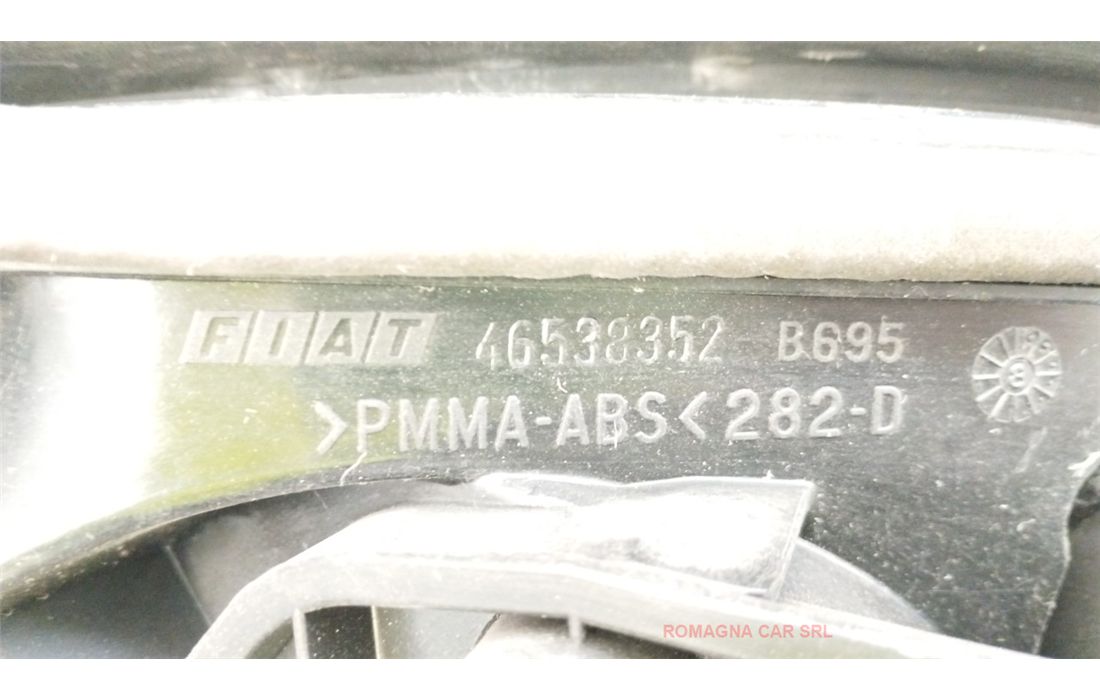 FIAT 46538352 B695
>PMMA-ABS< 282-D
ROMAGNA CAR SRL